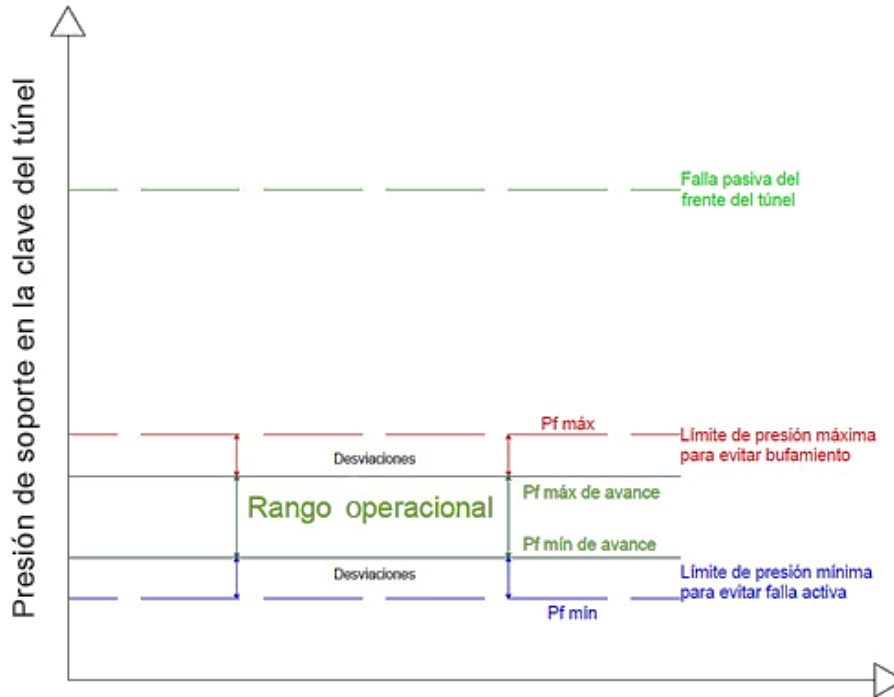 Presión de soporte en la clave del túnel
Falla pasiva del
frente del túnel
Pf máx
Límite de presión máxima
para evitar bufamiento
Desviaciones
Pf máx de avance
Rango operacional
Pf mín de avance
Desviaciones
Límite de presión mínima
para evitar falla activa
Pf mín